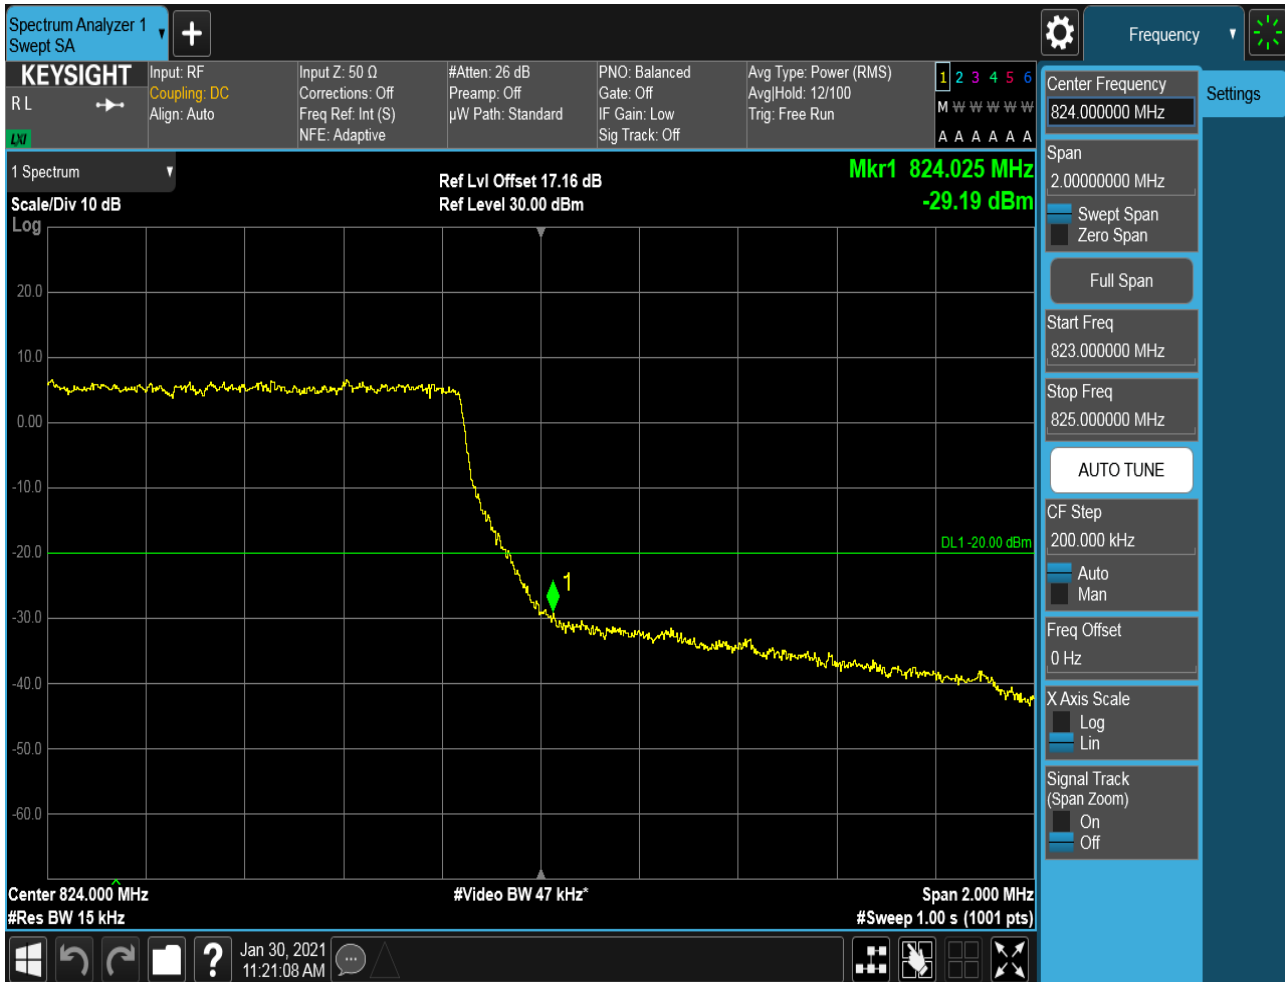 Spectrum Analyzer 1
Swept SA
+
Frequency
KEYSIGHT
R L
LXI
Input: RF
Coupling: DC
Align: Auto
Input Z: 50 Ω
Corrections: Off
Freq Ref: Int (S)
NFE: Adaptive
#Atten: 26 dB
Preamp: Off
µW Path: Standard
PNO: Balanced
Gate: Off
IF Gain: Low
Sig Track: Off
Avg Type: Power (RMS)
Avg|Hold: 12/100
Trig: Free Run
1 2 3 4 5 6
M W W W W W
A A A A A A
1 Spectrum
Scale/Div 10 dB
Log
Ref Lvl Offset 17.16 dB
Ref Level 30.00 dBm
Mkr1 824.025 MHz
-29.19 dBm
20.0
10.0
0.00
-10.0
-20.0
-30.0
-40.0
-50.0
-60.0
DL1 -20.00 dBm
1
Center 824.000 MHz
#Res BW 15 kHz
#Video BW 47 kHz*
Span 2.000 MHz
#Sweep 1.00 s (1001 pts)
?
Jan 30, 2021
11:21:08 AM
Center Frequency
824.000000 MHz
Span
2.00000000 MHz
Swept Span
Zero Span
Full Span
Start Freq
823.000000 MHz
Stop Freq
825.000000 MHz
AUTO TUNE
CF Step
200.000 kHz
Auto
Man
Freq Offset
0 Hz
X Axis Scale
Log
Lin
Signal Track
(Span Zoom)
On
Off
Settings